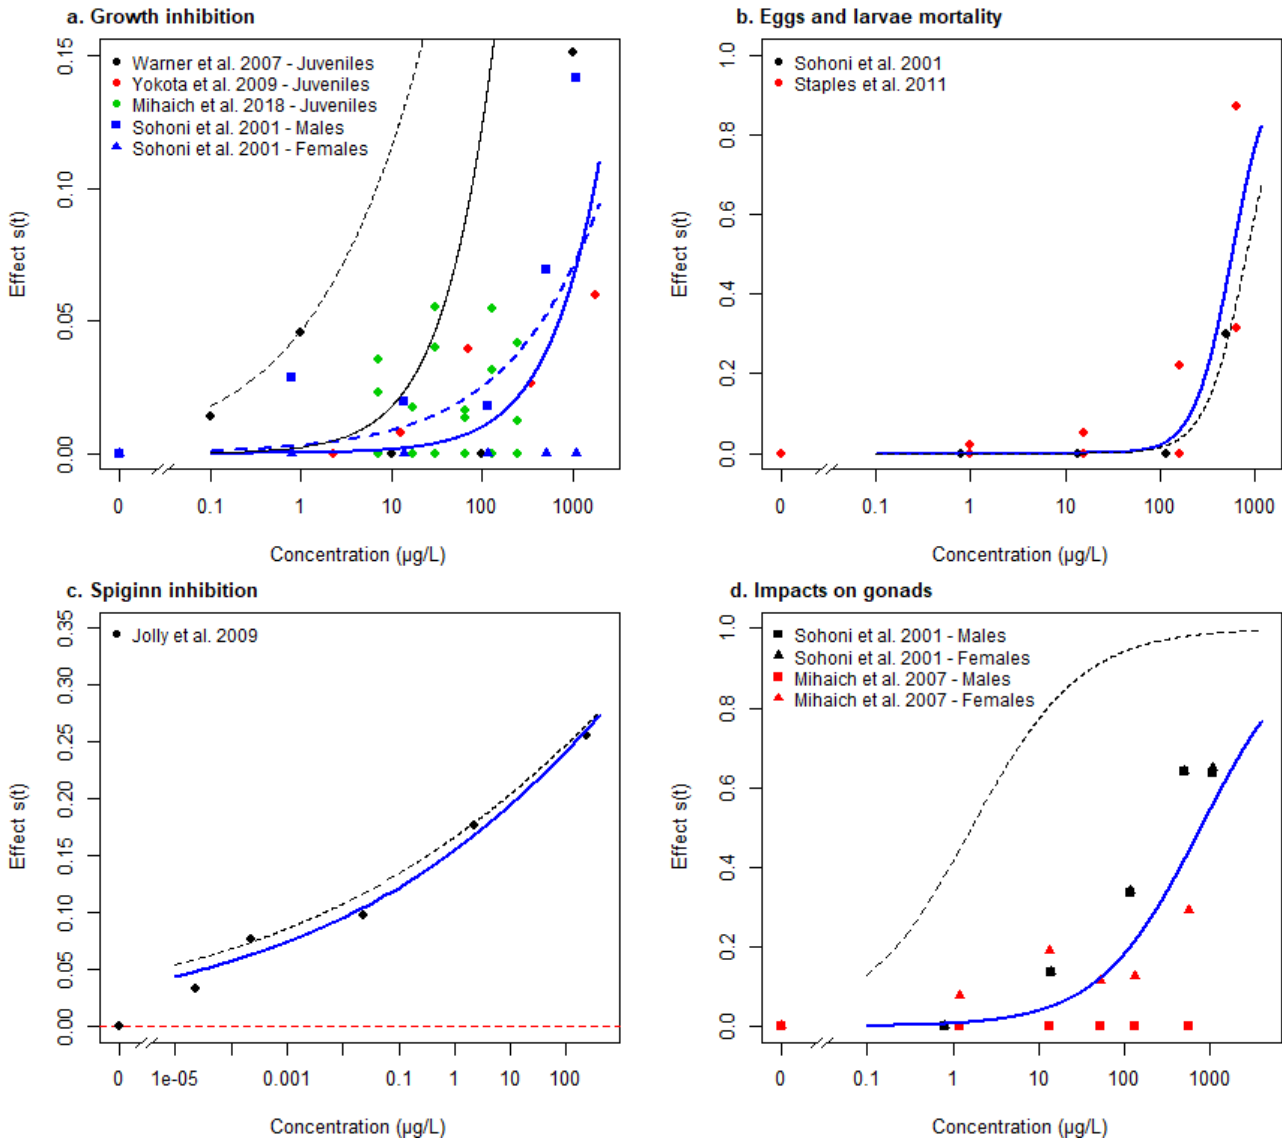 a. Growth inhibition
Effect s(t)
0.00
0.05
0.10
0.15
Warner et al. 2007 - Juveniles
Yokota et al. 2009 - Juveniles
Mihaich et al. 2018 - Juveniles
Sohoni et al. 2001 - Males
Sohoni et al. 2001 - Females
0 0.1 1 10 100 1000
Concentration (µg/L)
b. Eggs and larvae mortality
Effect s(t)
0.0
0.2
0.4
0.6
0.8
1.0
Sohoni et al. 2001
Staples et al. 2011
0 0.1 1 10 100 1000
Concentration (µg/L)
c. Spiginn inhibition
Effect s(t)
0.00
0.05
0.10
0.15
0.20
0.25
0.30
0.35
Jolly et al. 2009
0 1e-05 0.001 0.1 1 10 100
Concentration (µg/L)
d. Impacts on gonads
Effect s(t)
0.0
0.2
0.4
0.6
0.8
1.0
Sohoni et al. 2001 - Males
Sohoni et al. 2001 - Females
Mihaich et al. 2007 - Males
Mihaich et al. 2007 - Females
0 0.1 1 10 100 1000
Concentration (µg/L)